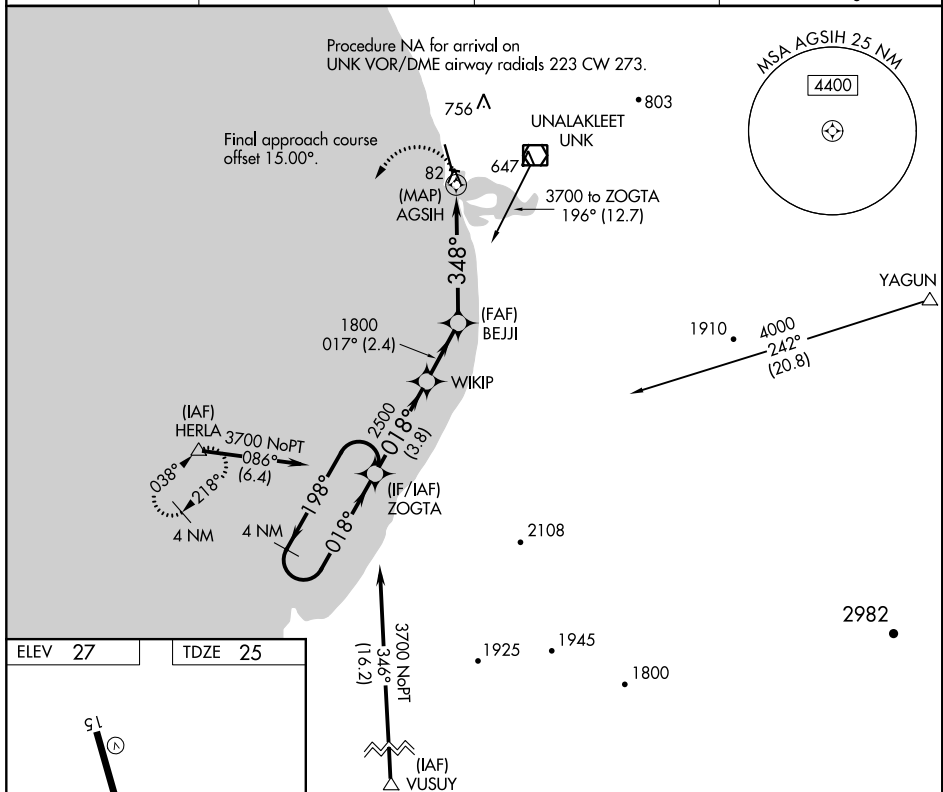 Procedure NA for arrival on
UNK VOR/DME airway radials 223 CW 273.
MSA AGSIH 25 NM
4400
756
803
UNALAKLEET
UNK
Final approach course
offset 15.00°.
82
647
(MAP)
AGSIH
3700 to ZOGTA
196° (12.7)
348°
YAGUN
(FAF)
BEJJI
1800
017° (2.4)
1910
4000
242°
(20.8)
WIKIP
2500
018°
(3.8)
(IAF)
HERLA
3700 NoPT
086°
(6.4)
038°
218°
4 NM
(IF/IAF)
ZOGTA
198°
018°
4 NM
2108
2982
3700 NoPT
346°
(16.2)
1925
1945
1800
(IAF)
VUSUY
ELEV 27
TDZE 25
15
V